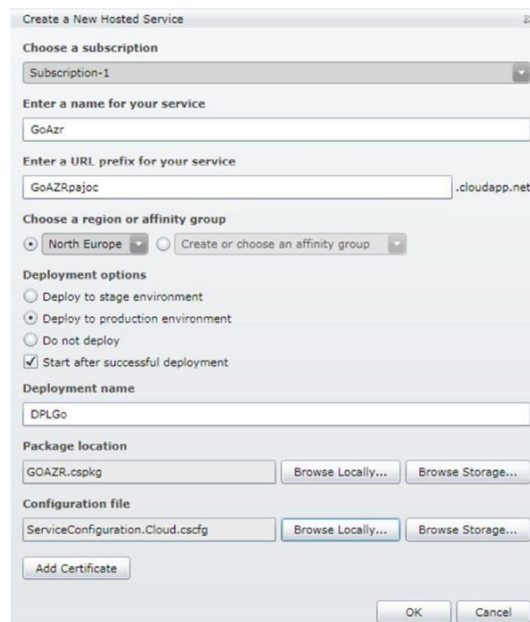 Create a New Hosted Service
Choose a subscription
Subscription-1
Enter a name for your service
GoAzr
Enter a URL prefix for your service
GoAZRpajoc .cloudapp.net
Choose a region or affinity group
North Europe Create or choose an affinity group
Deployment options
Deploy to stage environment
Deploy to production environment
Do not deploy
Start after successful deployment
Deployment name
DPLGo
Package location
GOAZR.cspkg Browse Locally... Browse Storage...
Configuration file
ServiceConfiguration.Cloud.cscfg Browse Locally... Browse Storage...
Add Certificate
OK Cancel